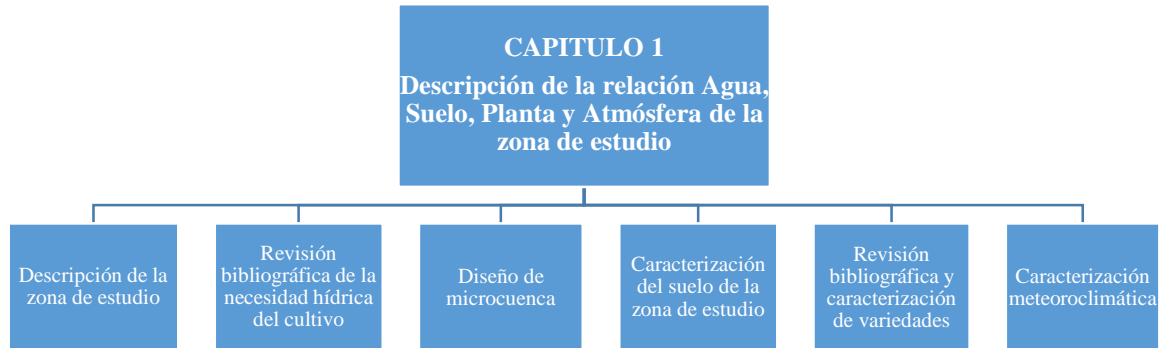 CAPITULO 1
Descripción de la relación Agua,
Suelo, Planta y Atmósfera de la
zona de estudio
Descripción de la
zona de estudio
Revisión
bibliográfica de la
necesidad hídrica
del cultivo
Diseño de
microcuenca
Caracterización
del suelo de la
zona de estudio
Revisión
bibliográfica y
caracterización
de variedades
Caracterización
meteoroclimática